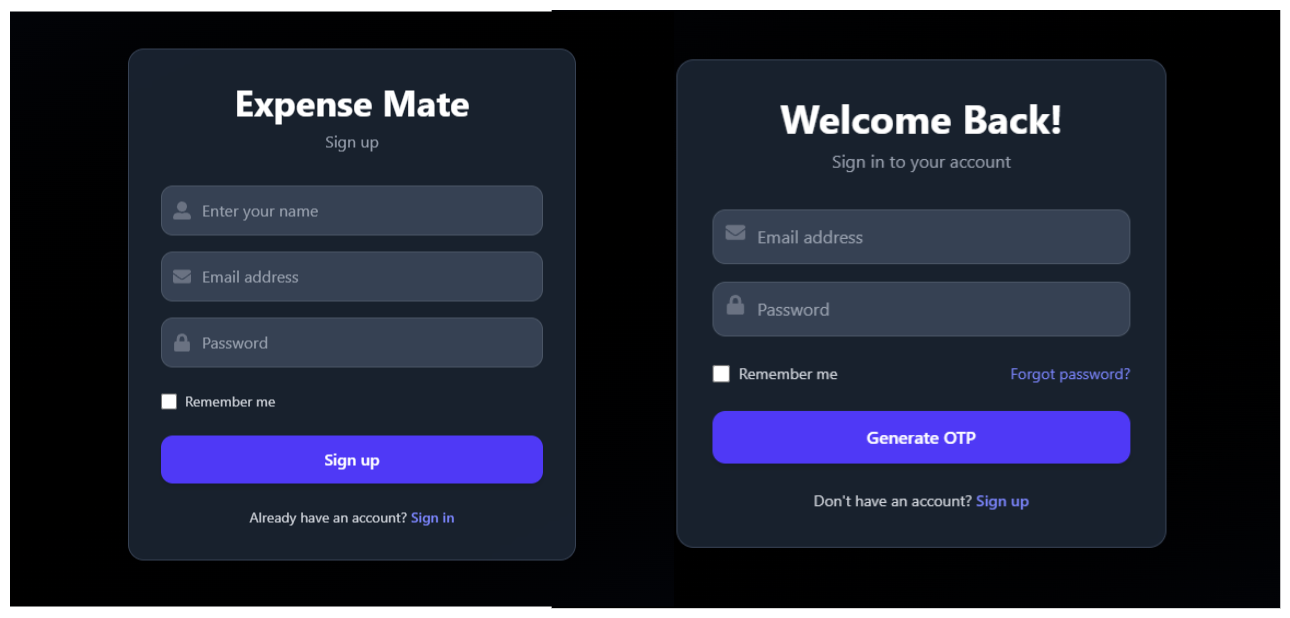 Expense Mate
Sign up
Enter your name
Email address
Password
Remember me
Sign up
Already have an account? Sign in
Welcome Back!
Sign in to your account
Email address
Password
Remember me
Forgot password?
Generate OTP
Don't have an account? Sign up